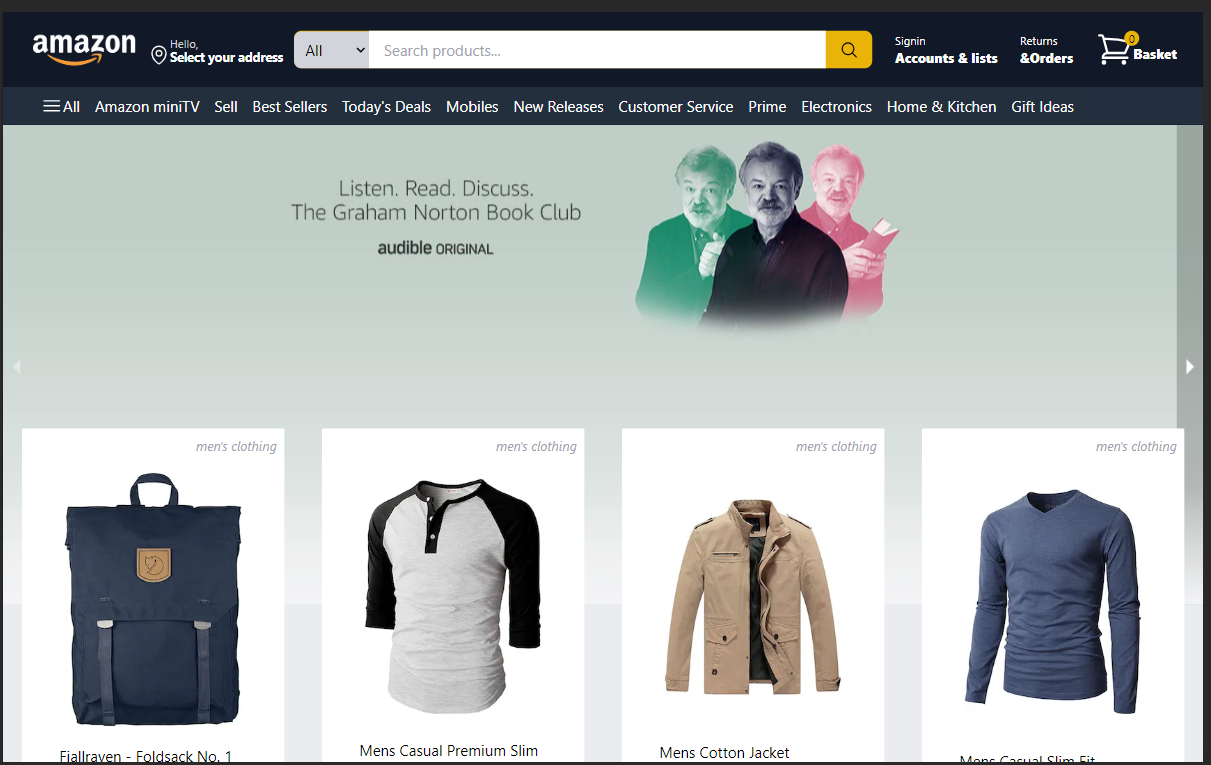 amazon
Hello,
Select your address
All
Search products...
Signin
Accounts & lists
Returns
&Orders
0
Basket
All Amazon miniTV Sell Best Sellers Today's Deals Mobiles New Releases Customer Service Prime Electronics Home & Kitchen Gift Ideas
Listen. Read. Discuss.
The Graham Norton Book Club
audible ORIGINAL
men's clothing
men's clothing
men's clothing
men's clothing
Fjallraven - Foldsack No. 1
Mens Casual Premium Slim
Mens Cotton Jacket
Mens Casual Slim Fit